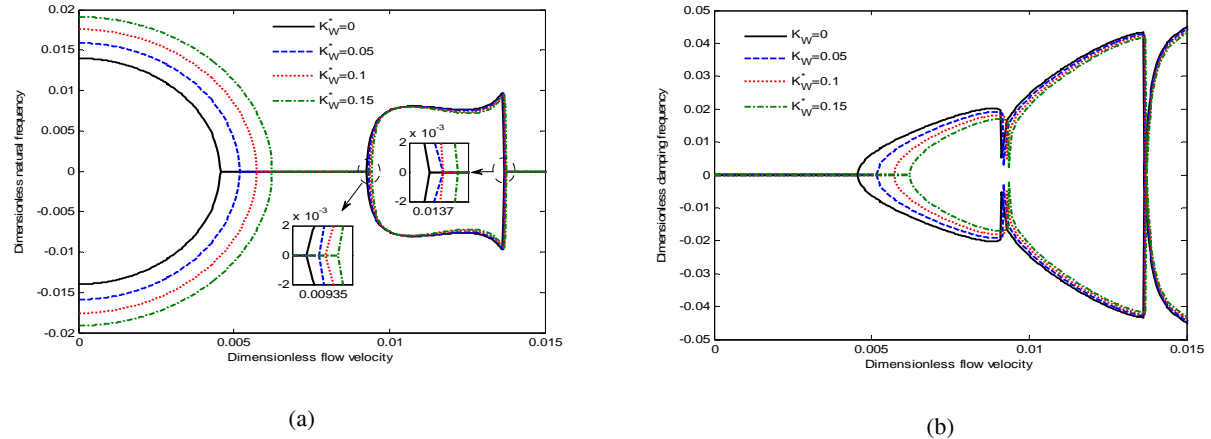 0.02
0.015
0.01
0.005
0
-0.005
-0.01
-0.015
-0.02
Dimensionless natural frequency
K*W=0
K*W=0.05
K*W=0.1
K*W=0.15
x 10-3
2
0
-2
0.0137
x 10-3
2
0
-2
0.00935
0 0.005 0.01 0.015
Dimensionless flow velocity
(a)
0.05
0.04
0.03
0.02
0.01
0
-0.01
-0.02
-0.03
-0.04
-0.05
Dimensionless damping frequency
K*W=0
K*W=0.05
K*W=0.1
K*W=0.15
0 0.005 0.01 0.015
Dimensionless flow velocity
(b)